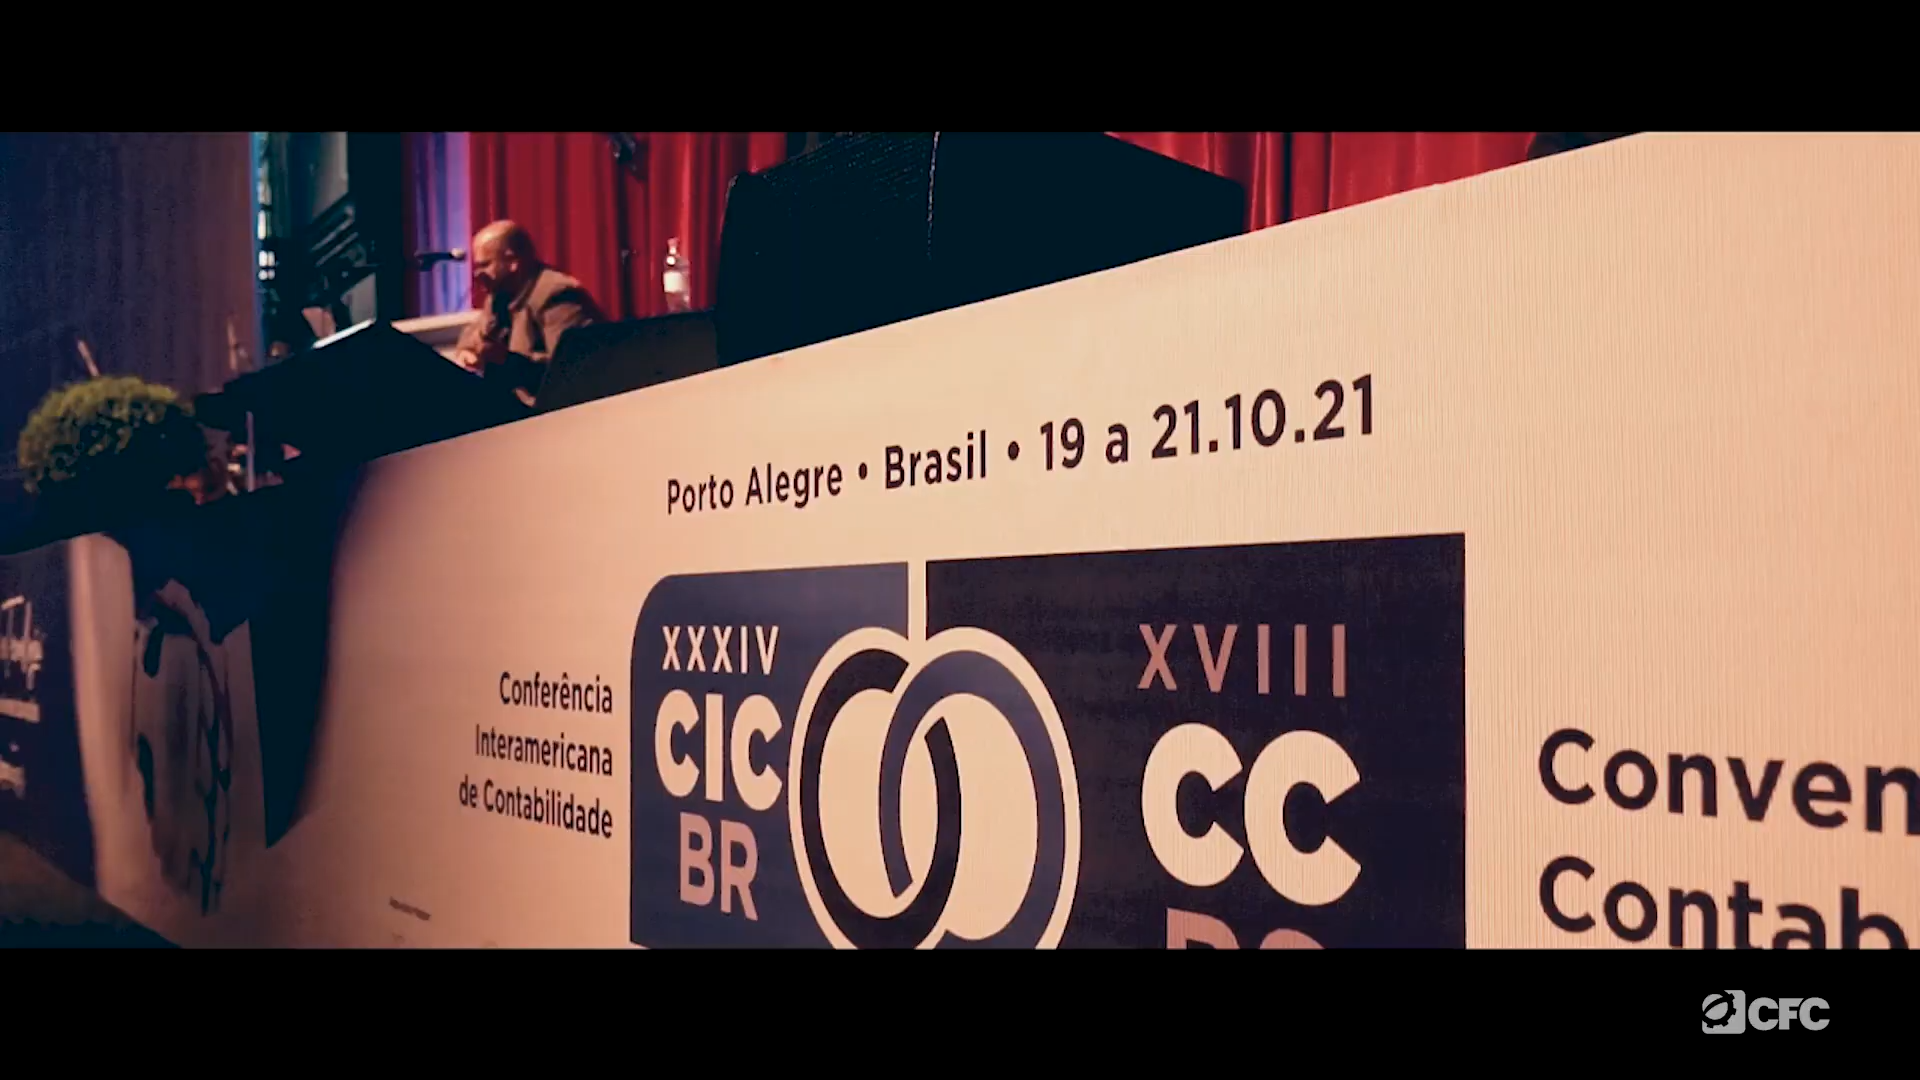 Porto Alegre • Brasil • 19 a 21.10.21
Conferência
Interamericana
de Contabilidade
XXXIV
CIC
BR
XVIII
CC
Conven
Contab
CFC